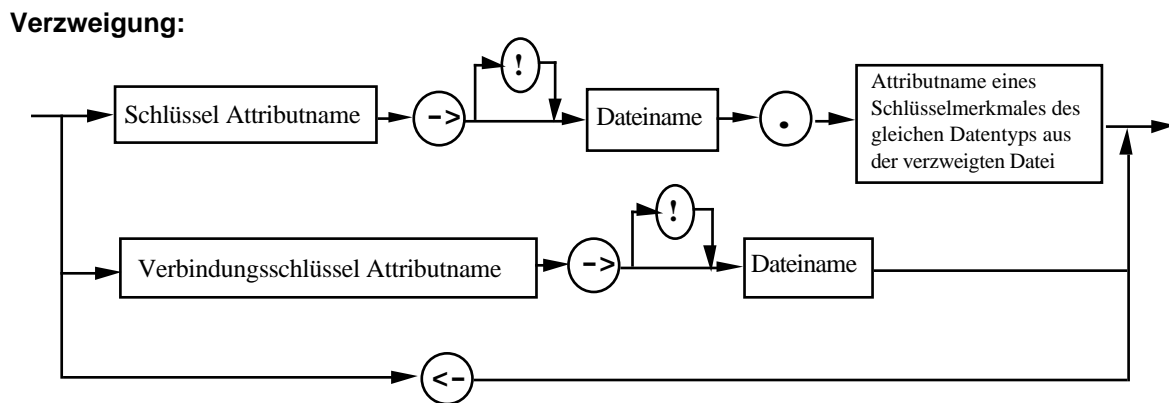 Verzweigung:
!
Schlüssel Attributname
->
Dateiname
.
Attributname eines
Schlüsselmerkmales des
gleichen Datentyps aus
der verzweigten Datei
!
Verbindungsschlüssel Attributname
->
Dateiname
<-